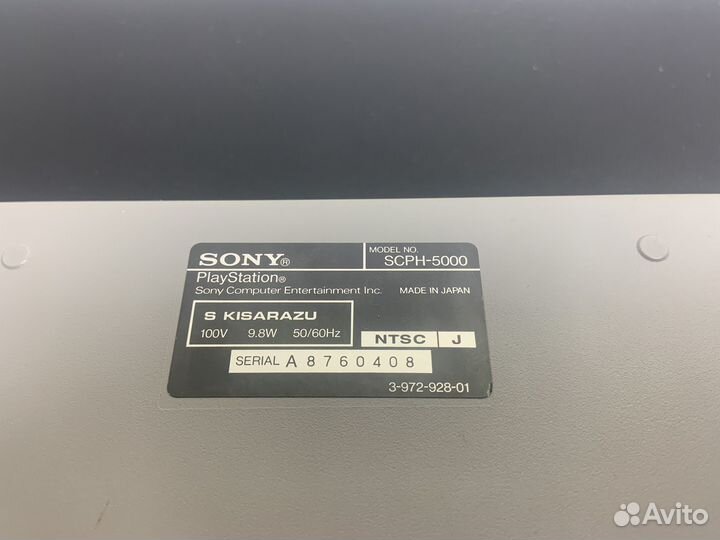 SONY®
MODEL NO.
SCPH-5000
PlayStation®
Sony Computer Entertainment Inc. MADE IN JAPAN
S KISARAZU
100V 9.8W 50/60Hz
NTSC J
SERIAL A8760408
3-972-928-01
Avito